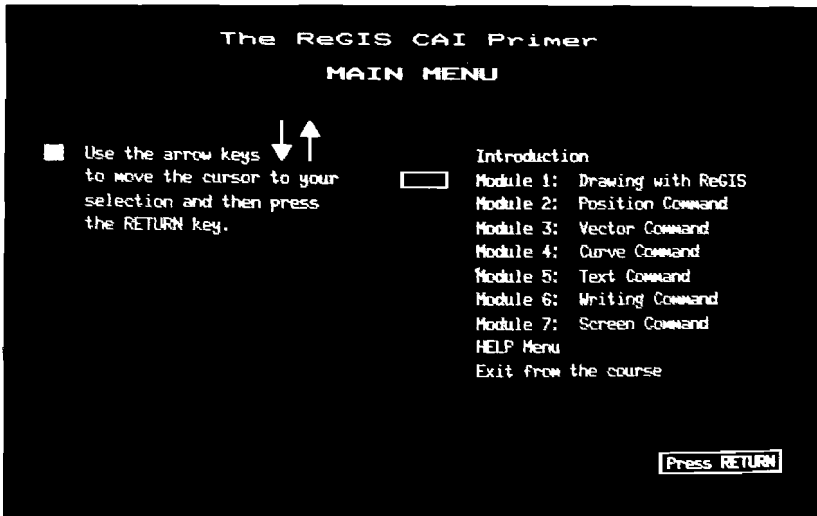 The ReGIS CAI Primer
MAIN MENU
Use the arrow keys
to move the cursor to your
selection and then press
the RETURN key.
Introduction
Module 1: Drawing with ReGIS
Module 2: Position Command
Module 3: Vector Command
Module 4: Curve Command
Module 5: Text Command
Module 6: Writing Command
Module 7: Screen Command
HELP Menu
Exit from the course
Press RETURN